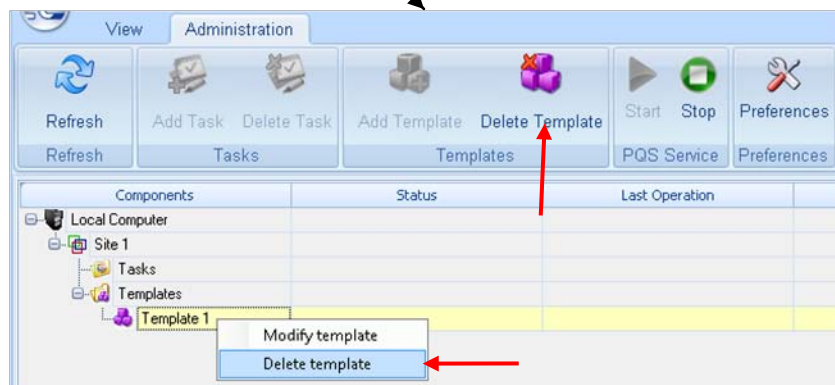 View Administration
Refresh Add Task Delete Task Add Template Delete Template Start Stop Preferences
Refresh Tasks Templates PQS Service Preferences
Components Status Last Operation
Local Computer
Site 1
Tasks
Templates
Template 1
Modify template
Delete template